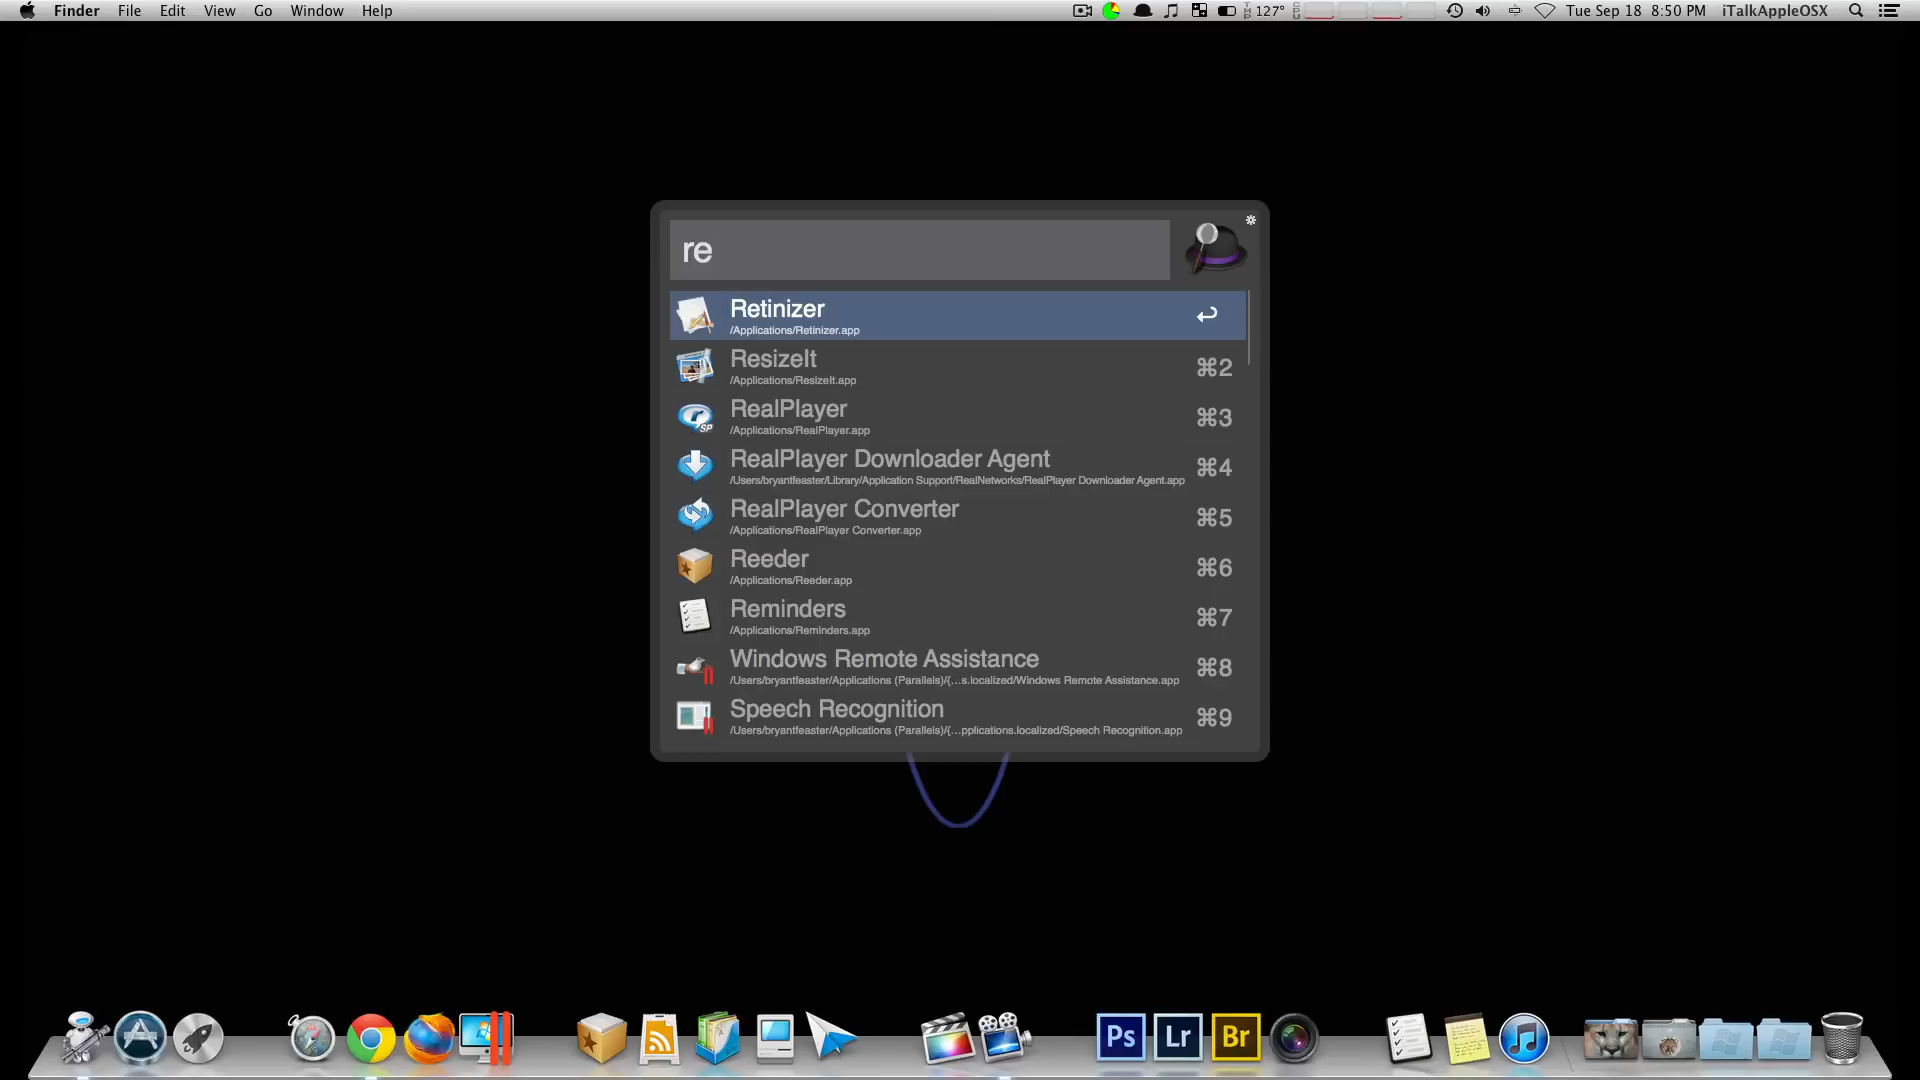 Finder File Edit View Go Window Help 127° Tue Sep 18 8:50 PM iTalkAppleOSX
re
Retinizer
/Applications/Retinizer.app
ResizeIt
/Applications/ResizeIt.app
⌘2
RealPlayer
/Applications/RealPlayer.app
⌘3
RealPlayer Downloader Agent
/Users/bryantfeaster/Library/Application Support/RealNetworks/RealPlayer Downloader Agent.app
⌘4
RealPlayer Converter
/Applications/RealPlayer Converter.app
⌘5
Reeder
/Applications/Reeder.app
⌘6
Reminders
/Applications/Reminders.app
⌘7
Windows Remote Assistance
/Users/bryantfeaster/Applications (Parallels)/{...s.localized/Windows Remote Assistance.app
⌘8
Speech Recognition
/Users/bryantfeaster/Applications (Parallels)/{...pplications.localized/Speech Recognition.app
⌘9
Ps Lr Br